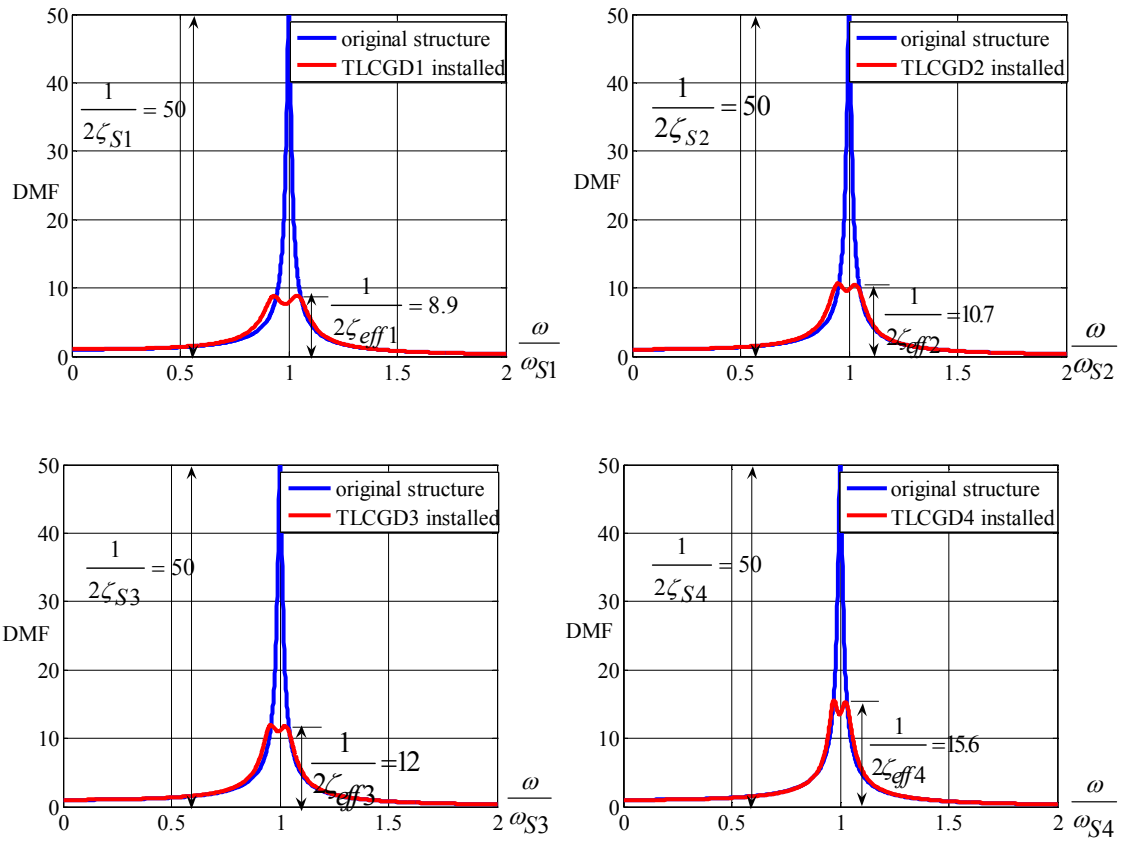 50
original structure
TLCGD1 installed
40
1
2ζS1
= 50
30
DMF
20
10
1
2ζeff1
= 8.9
0
0
0.5
1
1.5
2
ω
ωS1
50
original structure
TLCGD2 installed
40
1
2ζS2
= 50
30
DMF
20
10
1
2ζeff2
=10.7
0
0
0.5
1
1.5
2
ω
ωS2
50
original structure
TLCGD3 installed
40
1
2ζS3
= 50
30
DMF
20
10
1
2ζeff3
=12
0
0
0.5
1
1.5
2
ω
ωS3
50
original structure
TLCGD4 installed
40
1
2ζS4
= 50
30
DMF
20
10
1
2ζeff4
=15.6
0
0
0.5
1
1.5
2
ω
ωS4